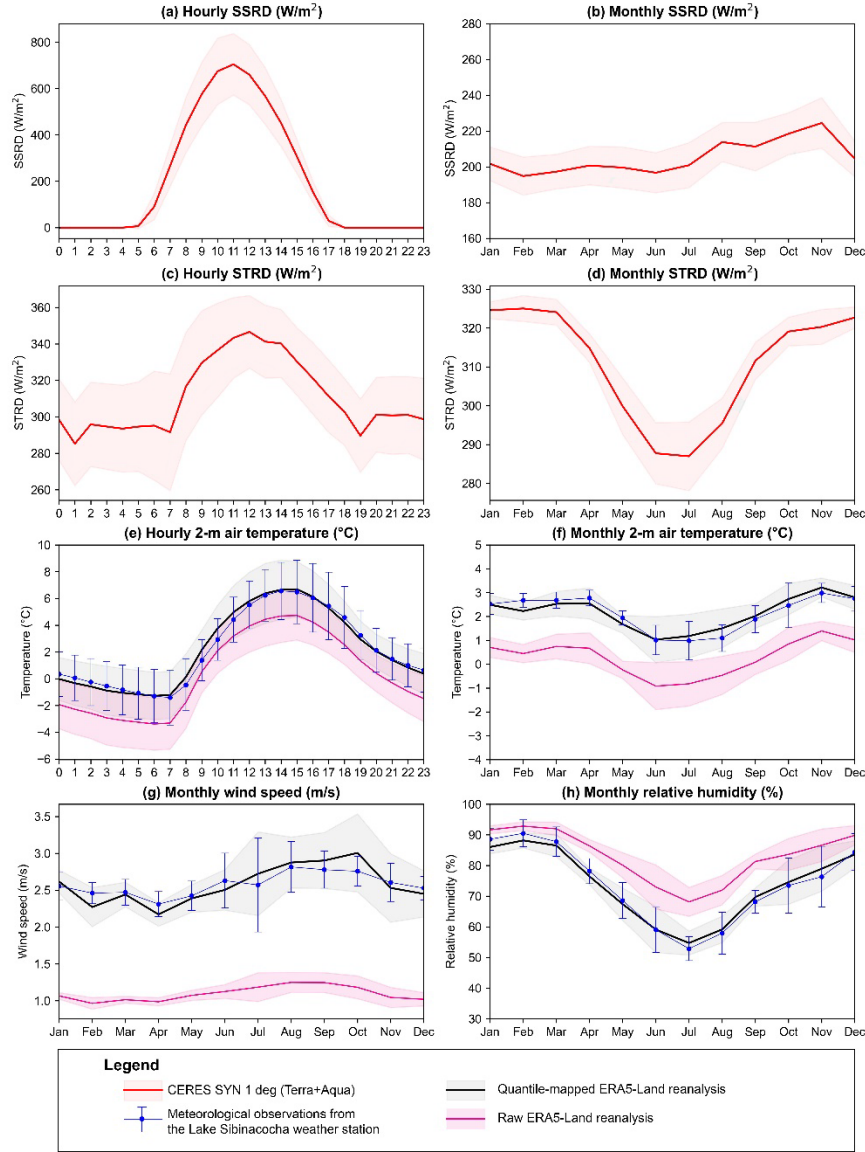 (a) Hourly SSRD (W/m²)
SSRD (W/m²)
800
600
400
200
0
0 1 2 3 4 5 6 7 8 9 10 11 12 13 14 15 16 17 18 19 20 21 22 23
(b) Monthly SSRD (W/m²)
SSRD (W/m²)
260
240
220
200
180
160
Jan Feb Mar Apr May Jun Jul Aug Sep Oct Nov Dec
(c) Hourly STRD (W/m²)
STRD (W/m²)
360
340
320
300
280
260
0 1 2 3 4 5 6 7 8 9 10 11 12 13 14 15 16 17 18 19 20 21 22 23
(d) Monthly STRD (W/m²)
STRD (W/m²)
330
320
310
300
290
280
Jan Feb Mar Apr May Jun Jul Aug Sep Oct Nov Dec
(e) Hourly 2-m air temperature (°C)
Temperature (°C)
10
8
6
4
2
0
−2
−4
−6
0 1 2 3 4 5 6 7 8 9 10 11 12 13 14 15 16 17 18 19 20 21 22 23
(f) Monthly 2-m air temperature (°C)
Temperature (°C)
5
4
3
2
1
0
−1
−2
−3
−4
Jan Feb Mar Apr May Jun Jul Aug Sep Oct Nov Dec
(g) Monthly wind speed (m/s)
Wind speed (m/s)
3.5
3.0
2.5
2.0
1.5
1.0
Jan Feb Mar Apr May Jun Jul Aug Sep Oct Nov Dec
(h) Monthly relative humidity (%)
Relative humidity (%)
100
90
80
70
60
50
40
30
Jan Feb Mar Apr May Jun Jul Aug Sep Oct Nov Dec
Legend
CERES SYN 1 deg (Terra+Aqua)
Meteorological observations from
the Lake Sibinacocha weather station
Quantile-mapped ERA5-Land reanalysis
Raw ERA5-Land reanalysis